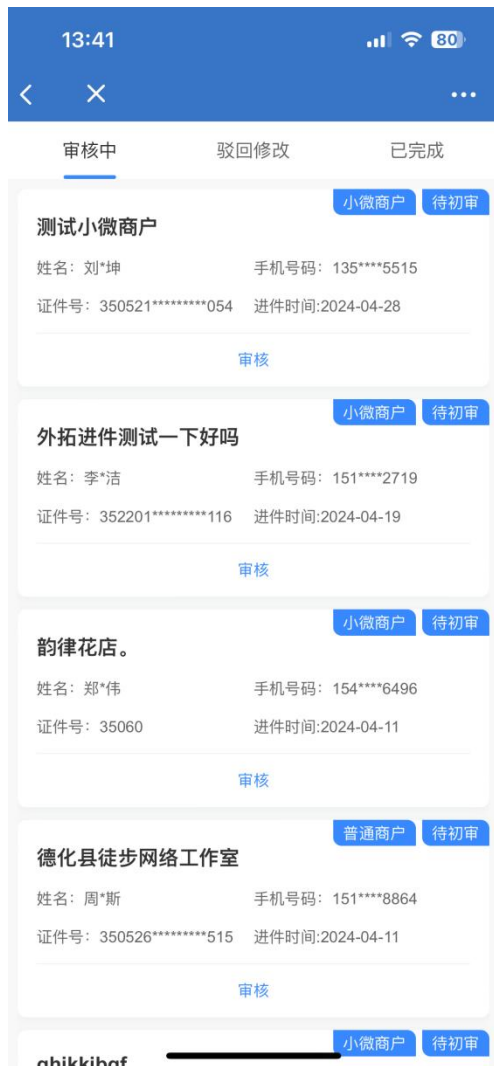 13:41
80
审核中 驳回修改 已完成
小微商户 待初审
测试小微商户
姓名：刘*坤 手机号码：135****5515
证件号：350521*********054 进件时间:2024-04-28
审核
小微商户 待初审
外拓进件测试一下好吗
姓名：李*洁 手机号码：151****2719
证件号：352201*********116 进件时间:2024-04-19
审核
小微商户 待初审
韵律花店。
姓名：郑*伟 手机号码：154****6496
证件号：35060 进件时间:2024-04-11
审核
普通商户 待初审
德化县徒步网络工作室
姓名：周*斯 手机号码：151****8864
证件号：350526*********515 进件时间:2024-04-11
审核
小微商户 待初审